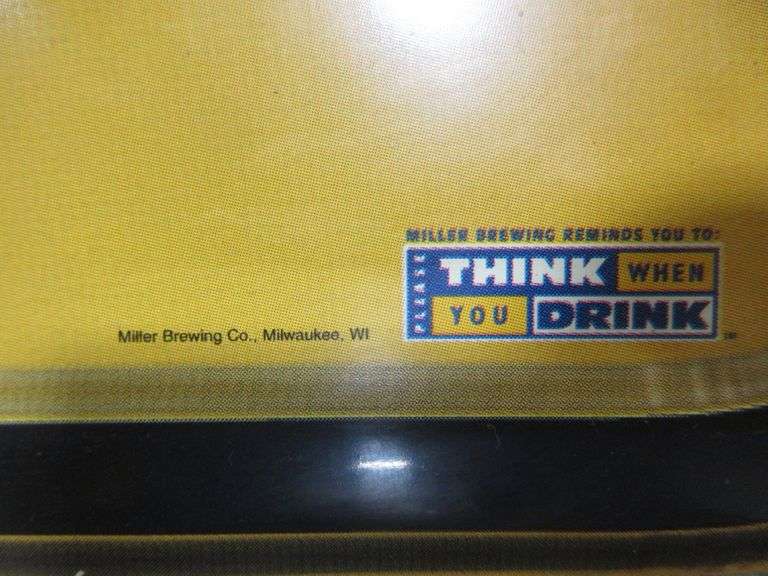 MILLER BREWING REMINDS YOU TO:
PLEASE
THINK WHEN
YOU DRINK
Miller Brewing Co., Milwaukee, WI